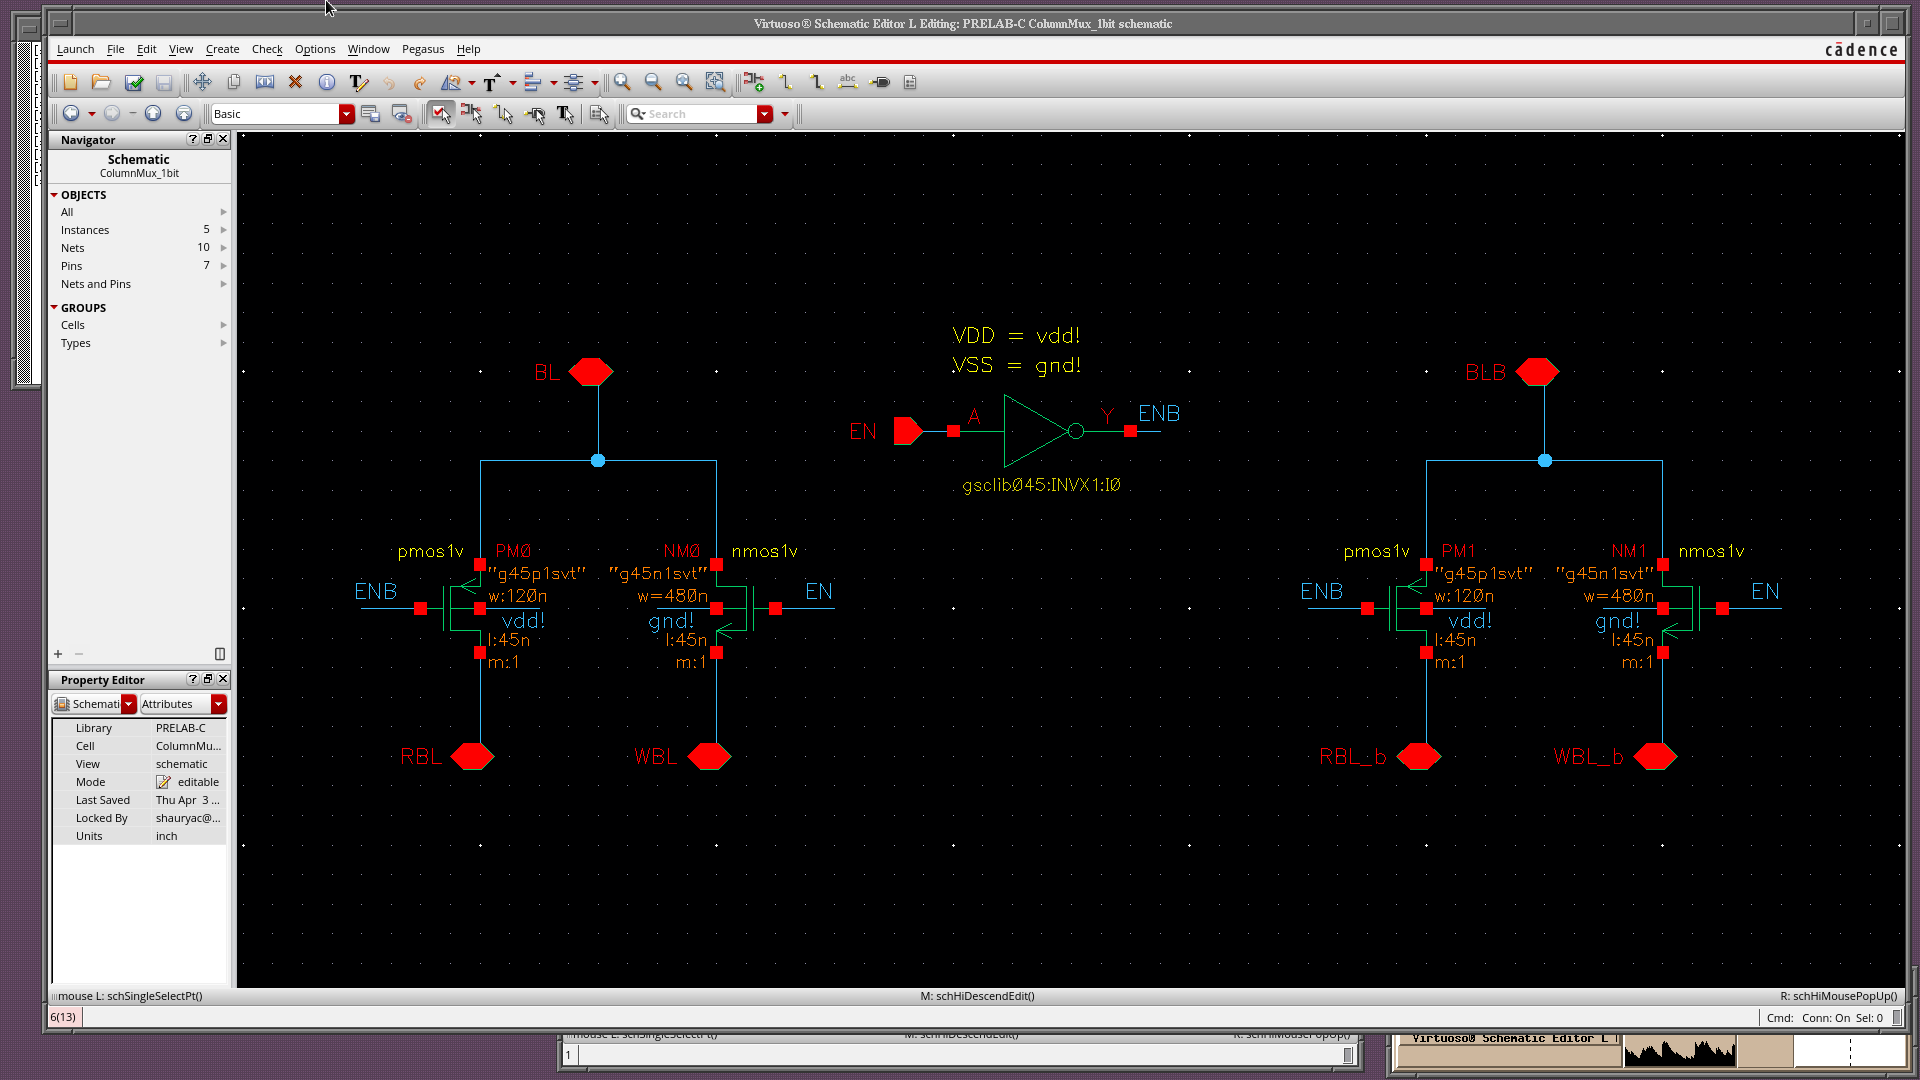 Virtuoso® Schematic Editor L Editing: PRELAB-C ColumnMux_1bit schematic
Launch File Edit View Create Check Options Window Pegasus Help
cādence
Basic
Search
Navigator
Schematic
ColumnMux_1bit
OBJECTS
All
Instances 5
Nets 10
Pins 7
Nets and Pins
GROUPS
Cells
Types
Property Editor
Schemati Attributes
Library PRELAB-C
Cell ColumnMu...
View schematic
Mode editable
Last Saved Thu Apr 3 ...
Locked By shauryac@...
Units inch
VDD = vdd!
VSS = gnd!
BL
BLB
EN A Y ENB
gsclib045:INVX1:I0
pmos1v PM0 NM0 nmos1v
"g45p1svt" "g45n1svt"
ENB w:120n w=480n EN
vdd! gnd!
l:45n l:45n
m:1 m:1
RBL WBL
pmos1v PM1 NM1 nmos1v
"g45p1svt" "g45n1svt"
ENB w:120n w=480n EN
vdd! gnd!
l:45n l:45n
m:1 m:1
RBL_b WBL_b
mouse L: schSingleSelectPt() M: schHiDescendEdit() R: schHiMousePopUp()
6(13) Cmd: Conn: On Sel: 0
mouse L: schSingleSelectPt() M: schHiDescendEdit() R: schHiMousePopUp()
1
Virtuoso® Schematic Editor L